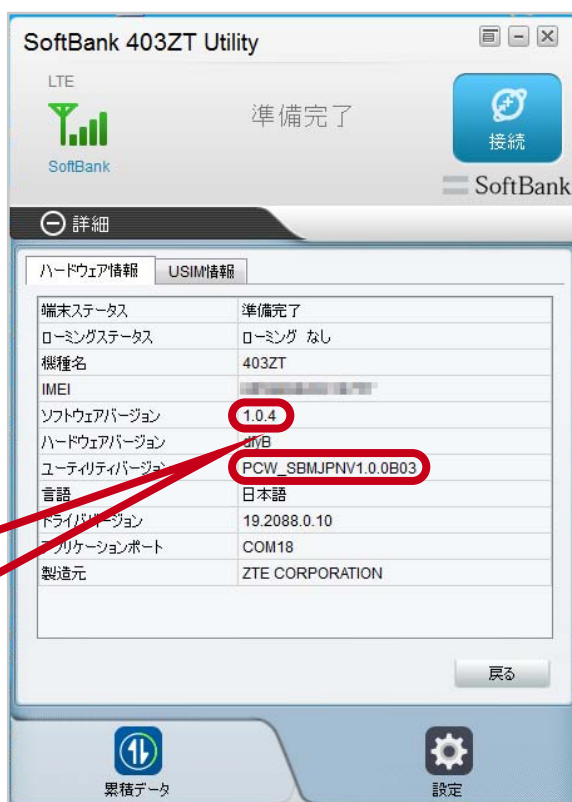 SoftBank 403ZT Utility
LTE
準備完了
接続
SoftBank
SoftBank
詳細
ハードウェア情報 USIM情報
端末ステータス 準備完了
ローミングステータス ローミング なし
機種名 403ZT
IMEI
ソフトウェアバージョン 1.0.4
ハードウェアバージョン dfyB
ユーティリティバージョン PCW_SBMJPNV1.0.0B03
言語 日本語
ドライババージョン 19.2088.0.10
アプリケーションポート COM18
製造元 ZTE CORPORATION
戻る
累積データ 設定